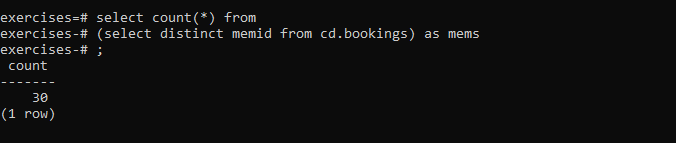 exercises=# select count(*) from
exercises-# (select distinct memid from cd.bookings) as mems
exercises-# ;
 count
-------
    30
(1 row)